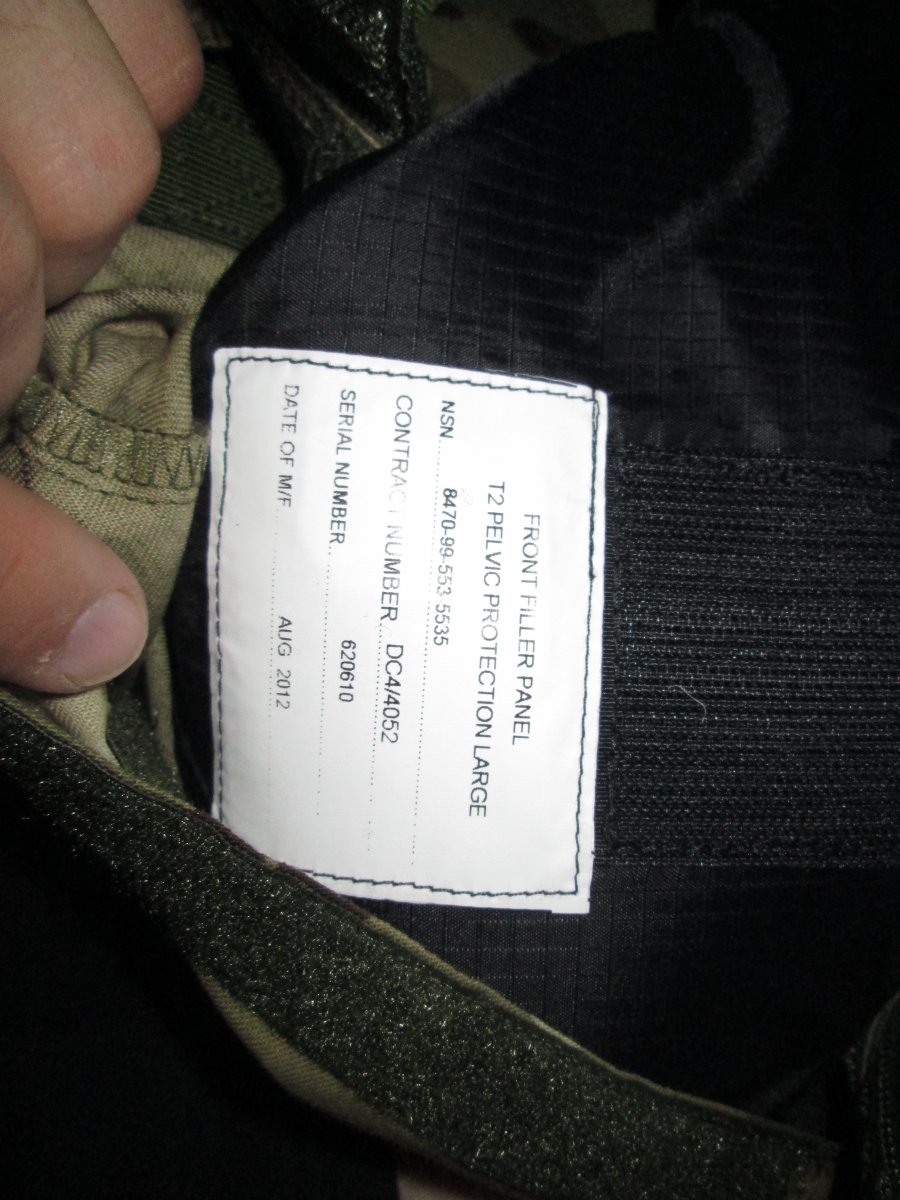 FRONT FILLER PANEL
T2 PELVIC PROTECTION LARGE
NSN 8470-99-553 5535
CONTRACT NUMBER DC4/4052
SERIAL NUMBER 620610
DATE OF M/F AUG 2012